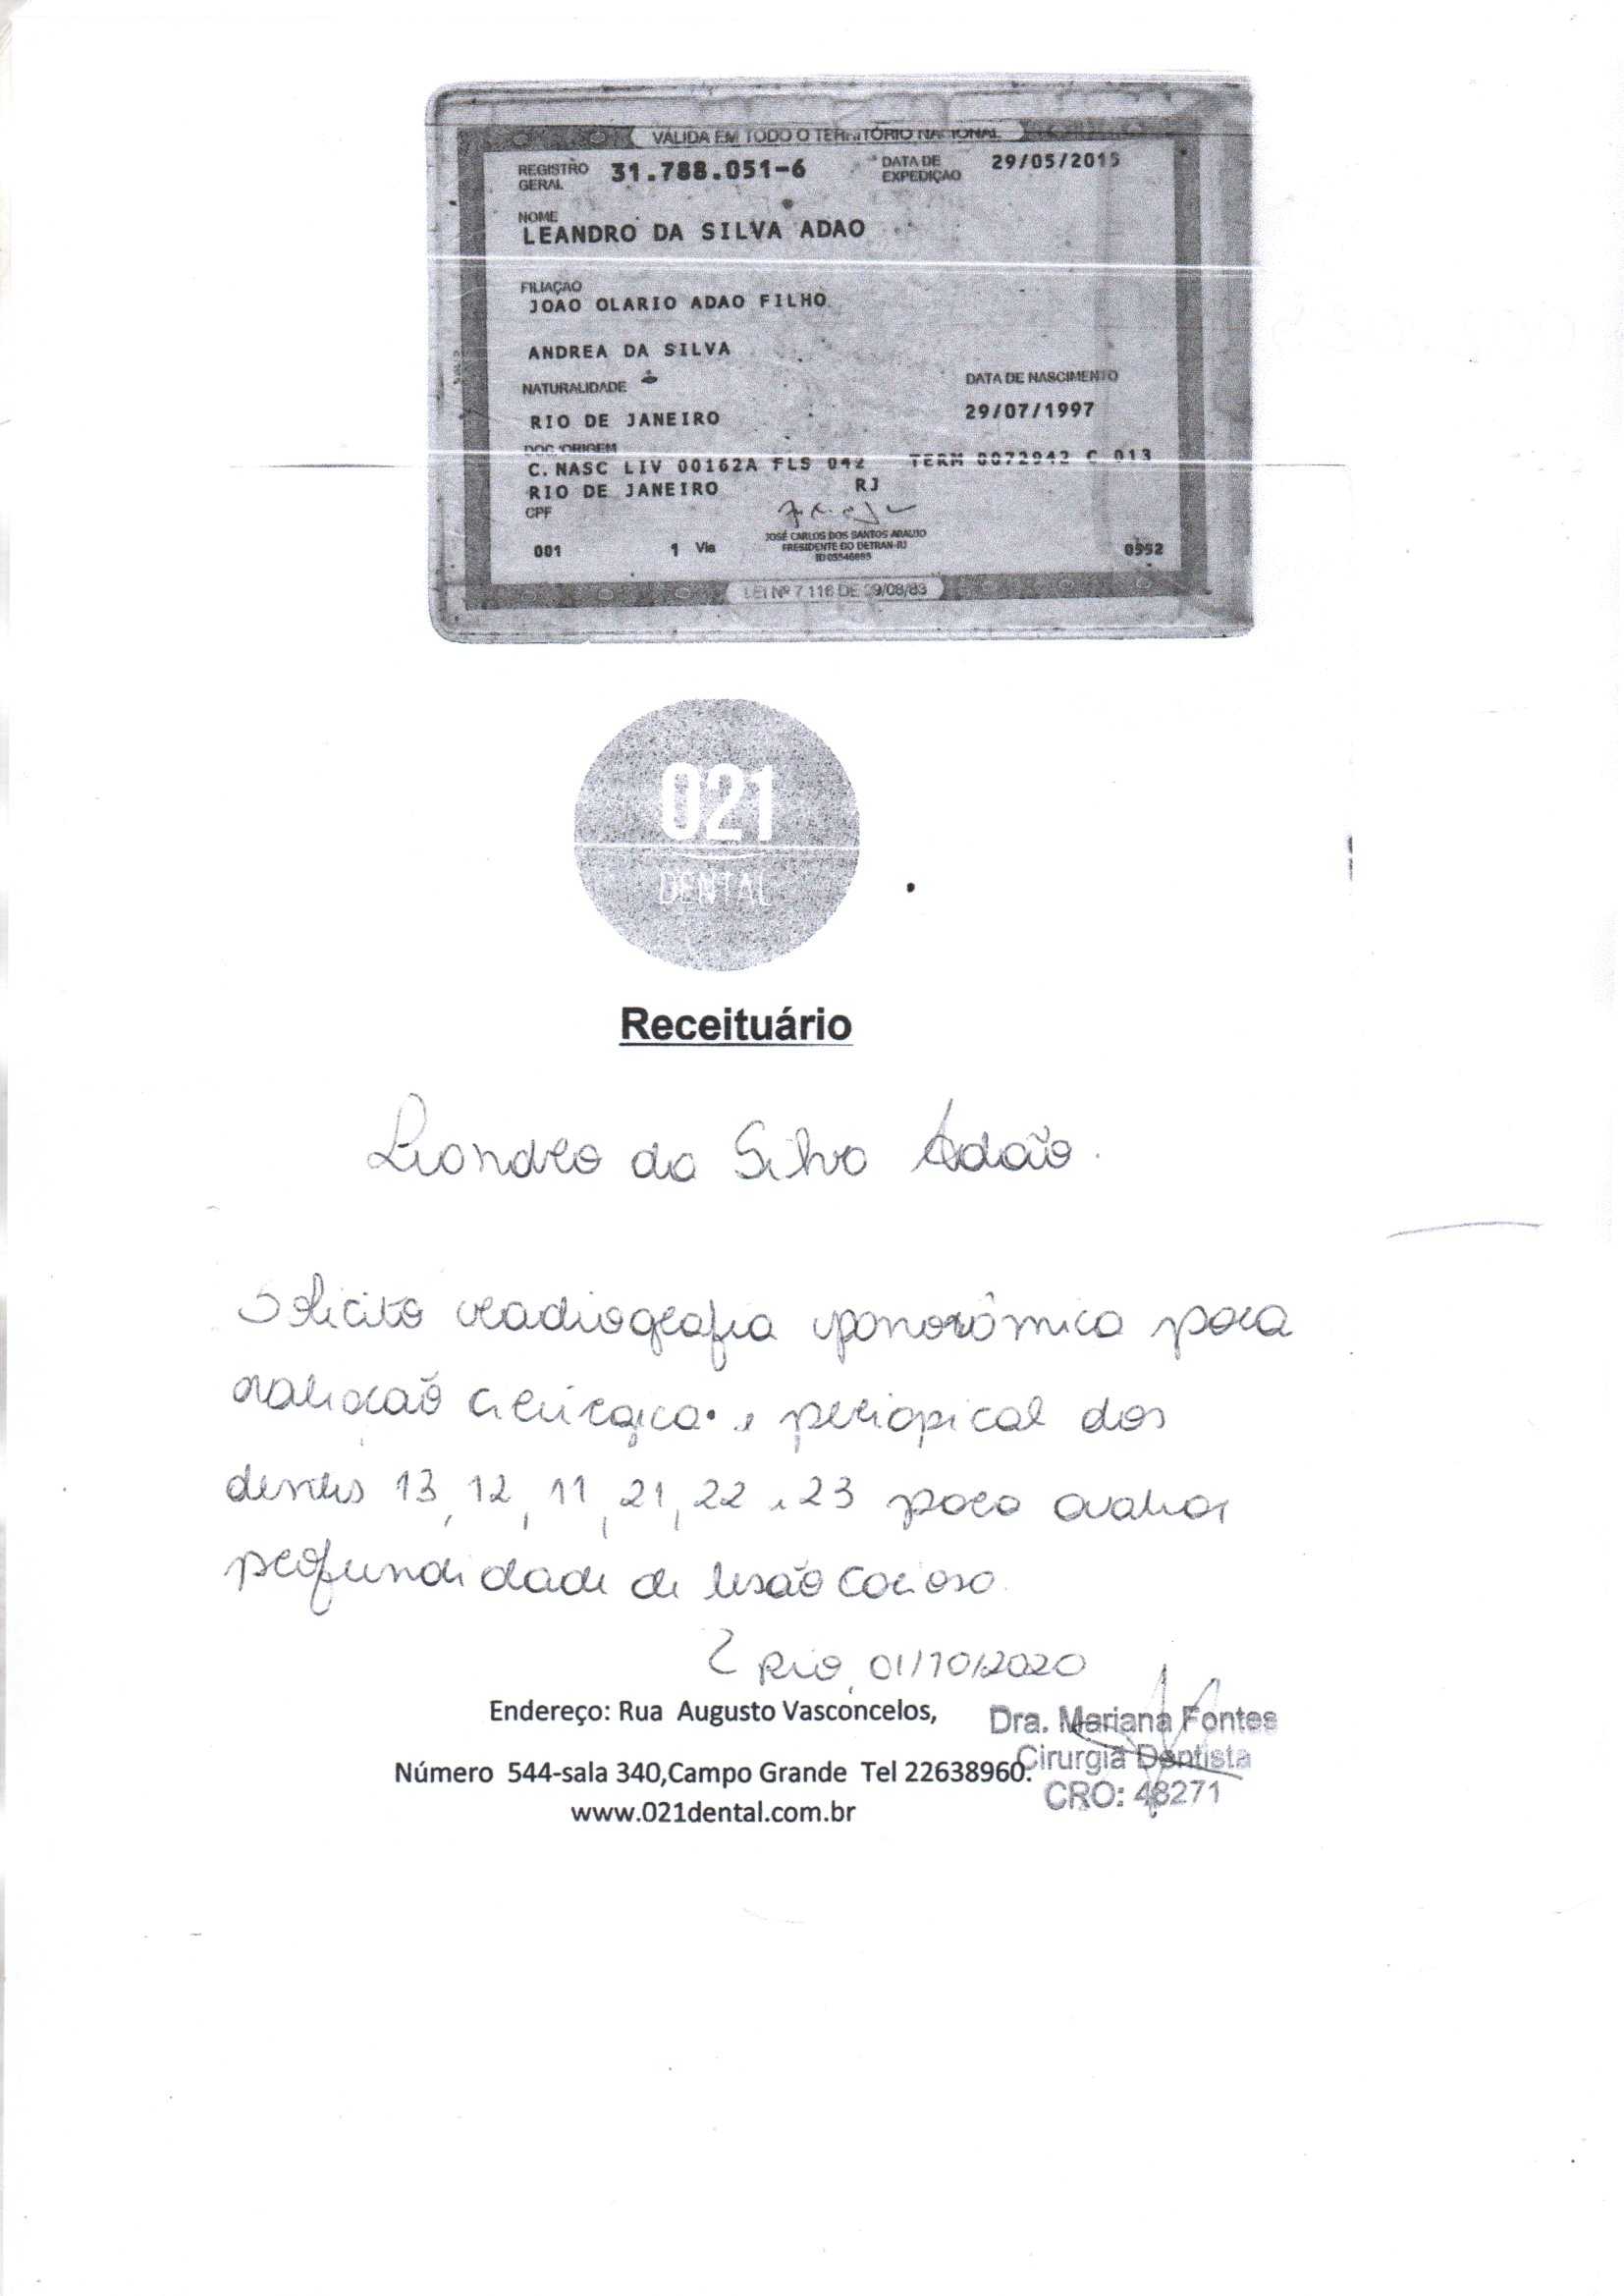 VÁLIDA EM TODO O TERRITÓRIO NACIONAL
REGISTRO GERAL 31.788.051-6 DATA DE EXPEDIÇÃO 29/05/2015
NOME
LEANDRO DA SILVA ADAO
FILIAÇÃO
JOAO OLARIO ADAO FILHO
ANDREA DA SILVA
NATURALIDADE DATA DE NASCIMENTO
RIO DE JANEIRO 29/07/1997
DOC ORIGEM
C. NASC LIV 00162A FLS 042 TERM 0072942 C 013
RIO DE JANEIRO RJ
CPF
JOSÉ CARLOS DOS SANTOS ARAUJO
PRESIDENTE DO DETRAN-RJ
001 1 Via 0552
LEI Nº 7.116 DE 29/08/83
021
DENTAL
Receituário
Leandro da Silva Adão.
Solicito readiografia panorâmica para
avaliação cirúrgica e periapical dos
dentes 13, 12, 11, 21, 22 e 23 para avaliar
profundidade de lesão cariosa.
Rio, 01/10/2020
Endereço: Rua Augusto Vasconcelos,
Número 544-sala 340,Campo Grande Tel 22638960.
www.021dental.com.br
Dra. Mariana Fontes
Cirurgiã Dentista
CRO: 48271